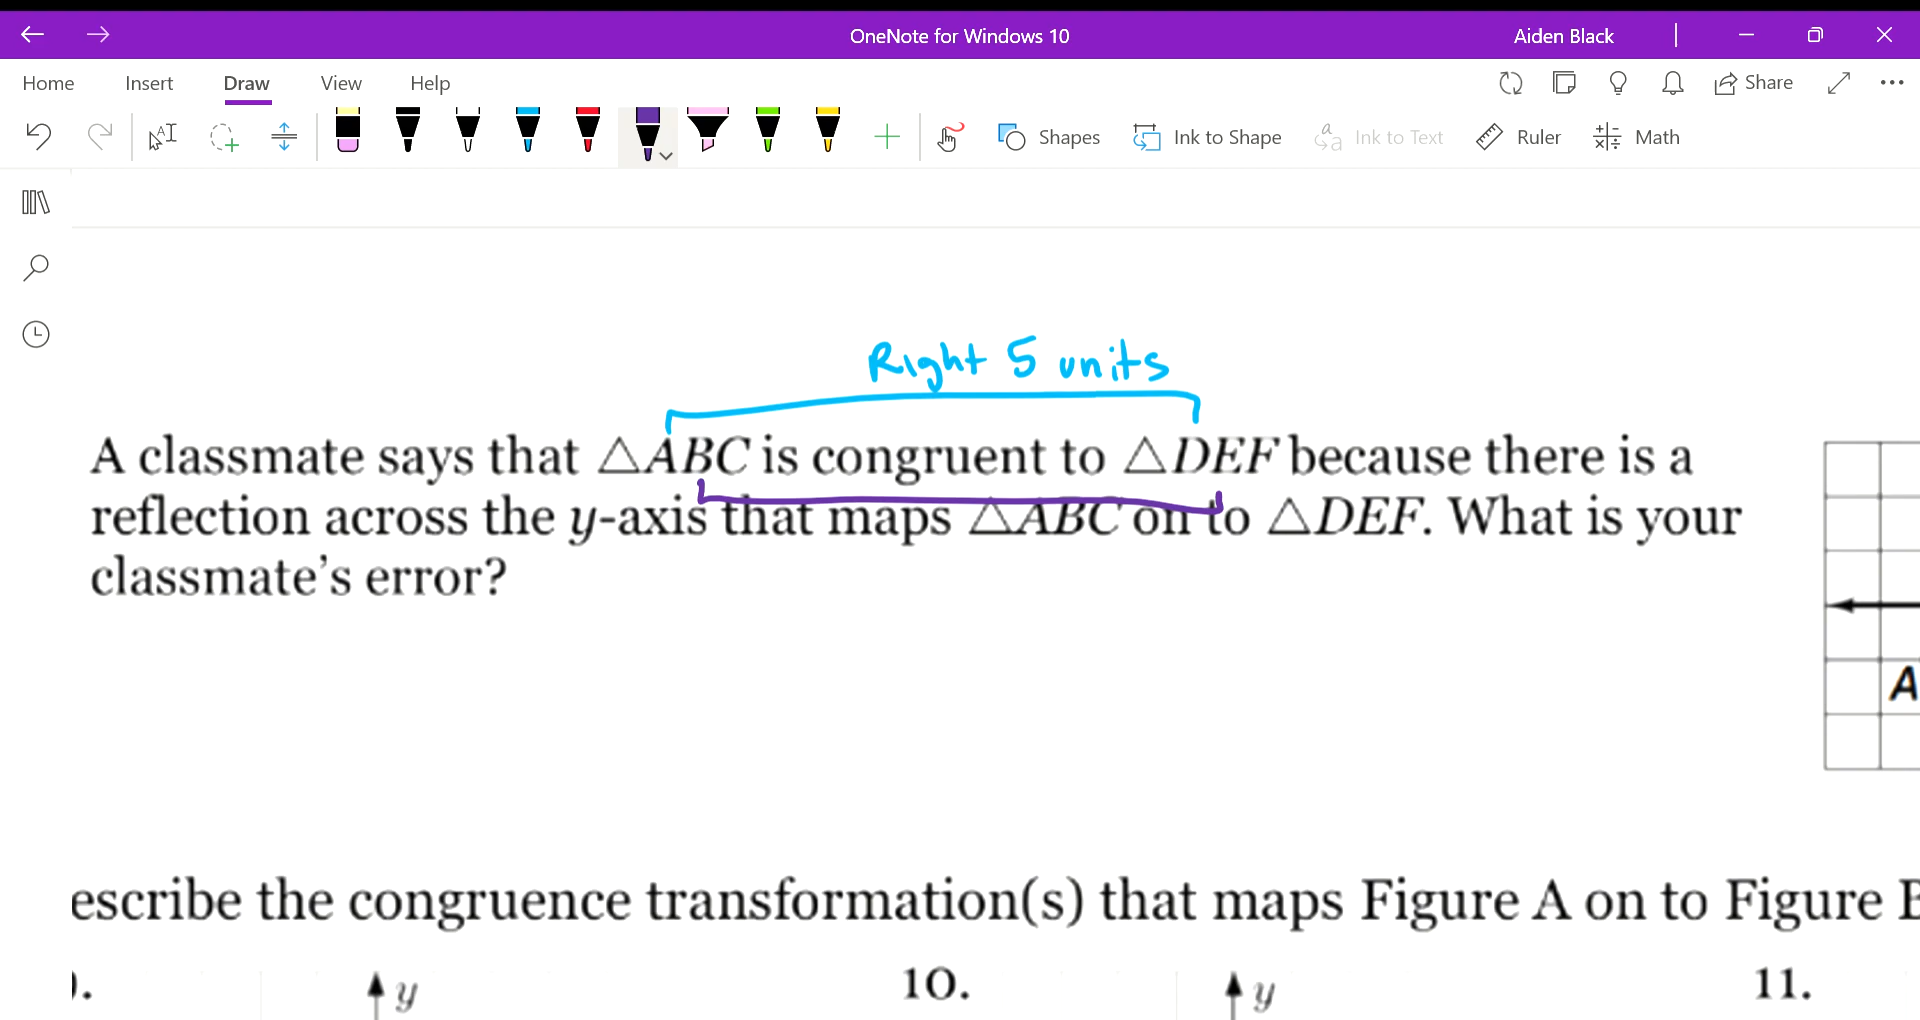 OneNote for Windows 10
Aiden Black
Home Insert Draw View Help
Share
Shapes Ink to Shape Ink to Text Ruler Math
Right 5 units
A classmate says that △ABC is congruent to △DEF because there is a
reflection across the y-axis that maps △ABC on to △DEF. What is your
classmate's error?
A
escribe the congruence transformation(s) that maps Figure A on to Figure
y
10.
y
11.